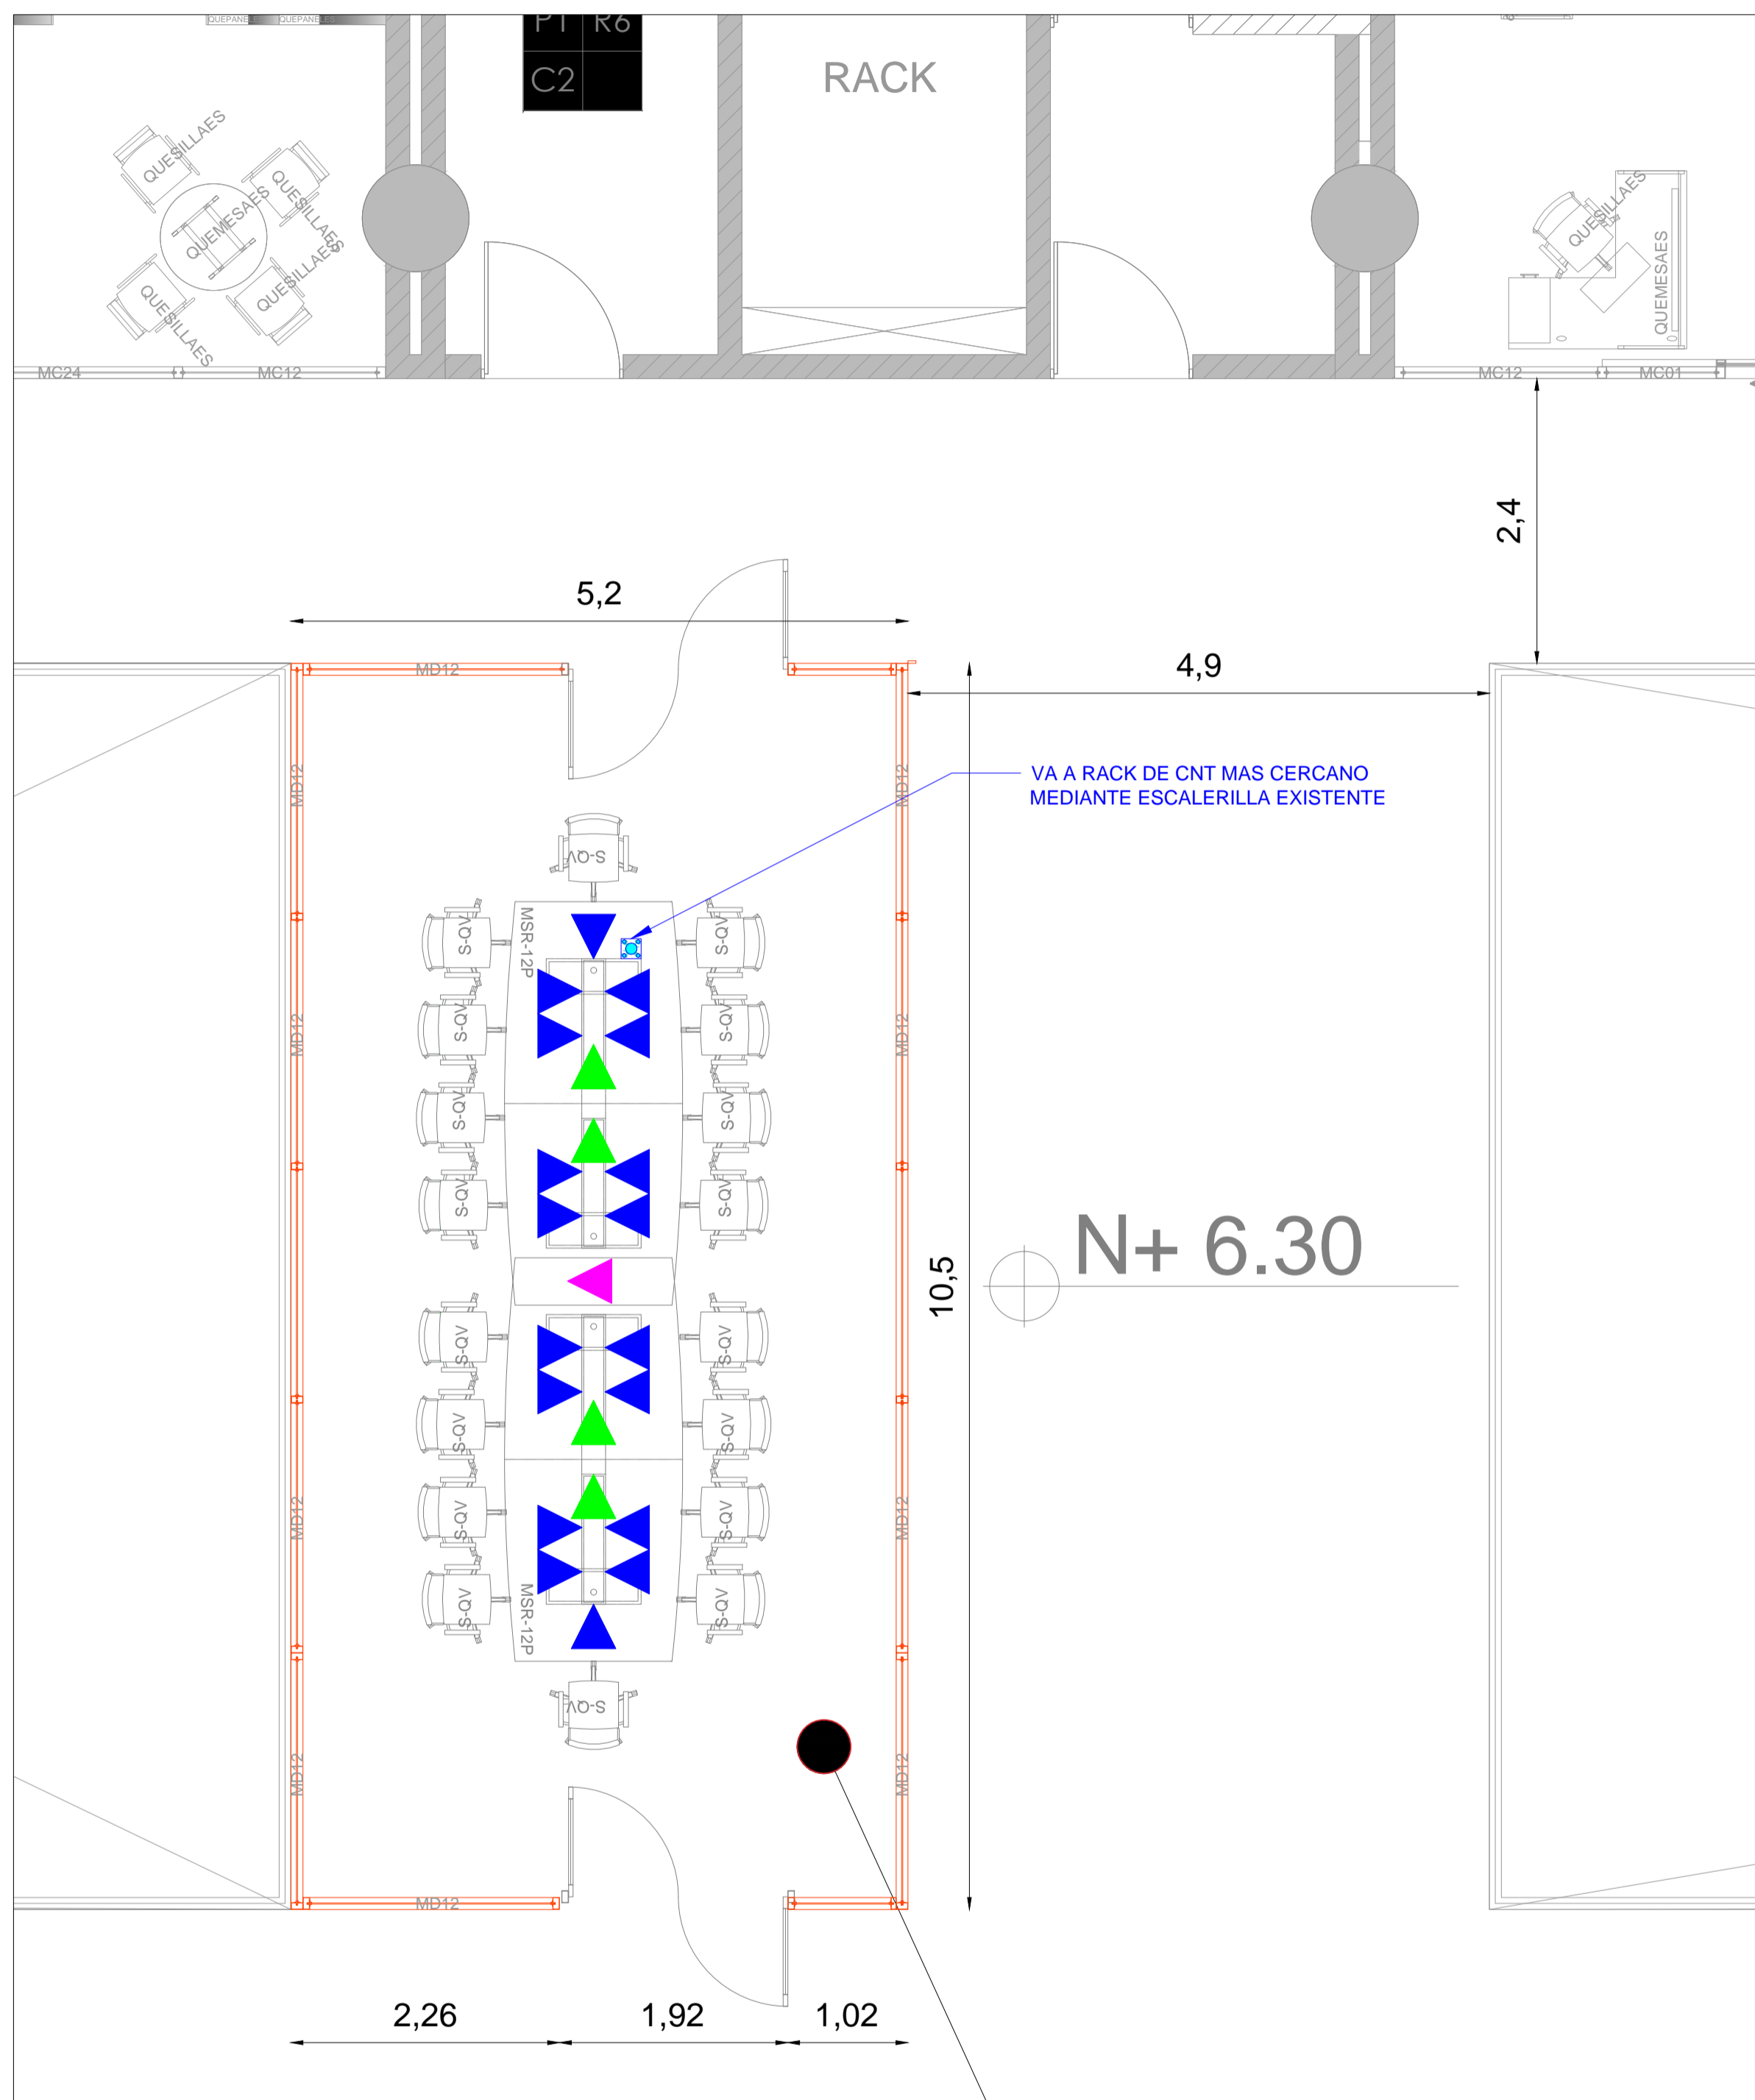 QUEPANELES QUEPANELES
P1 R6
C2
RACK
QUESILLAES
QUESILLAES
QUEMESAES
QUESILLAES
QUESILLAES
QUESILLAES
QUEMESAES
MC24 MC12 MC12 MC01
2,4
5,2
MD12
4,9
VA A RACK DE CNT MAS CERCANO
MEDIANTE ESCALERILLA EXISTENTE
MD12 MD12
S-QV
MSR-12P
S-QV S-QV
S-QV S-QV
MD12 MD12
S-QV S-QV
S-QV S-QV
N+ 6.30
10,5
S-QV S-QV
S-QV S-QV
S-QV S-QV
MD12 MD12
S-QV S-QV
MSR-12P
S-QV
MD12 MD12
MD12
2,26 1,92 1,02